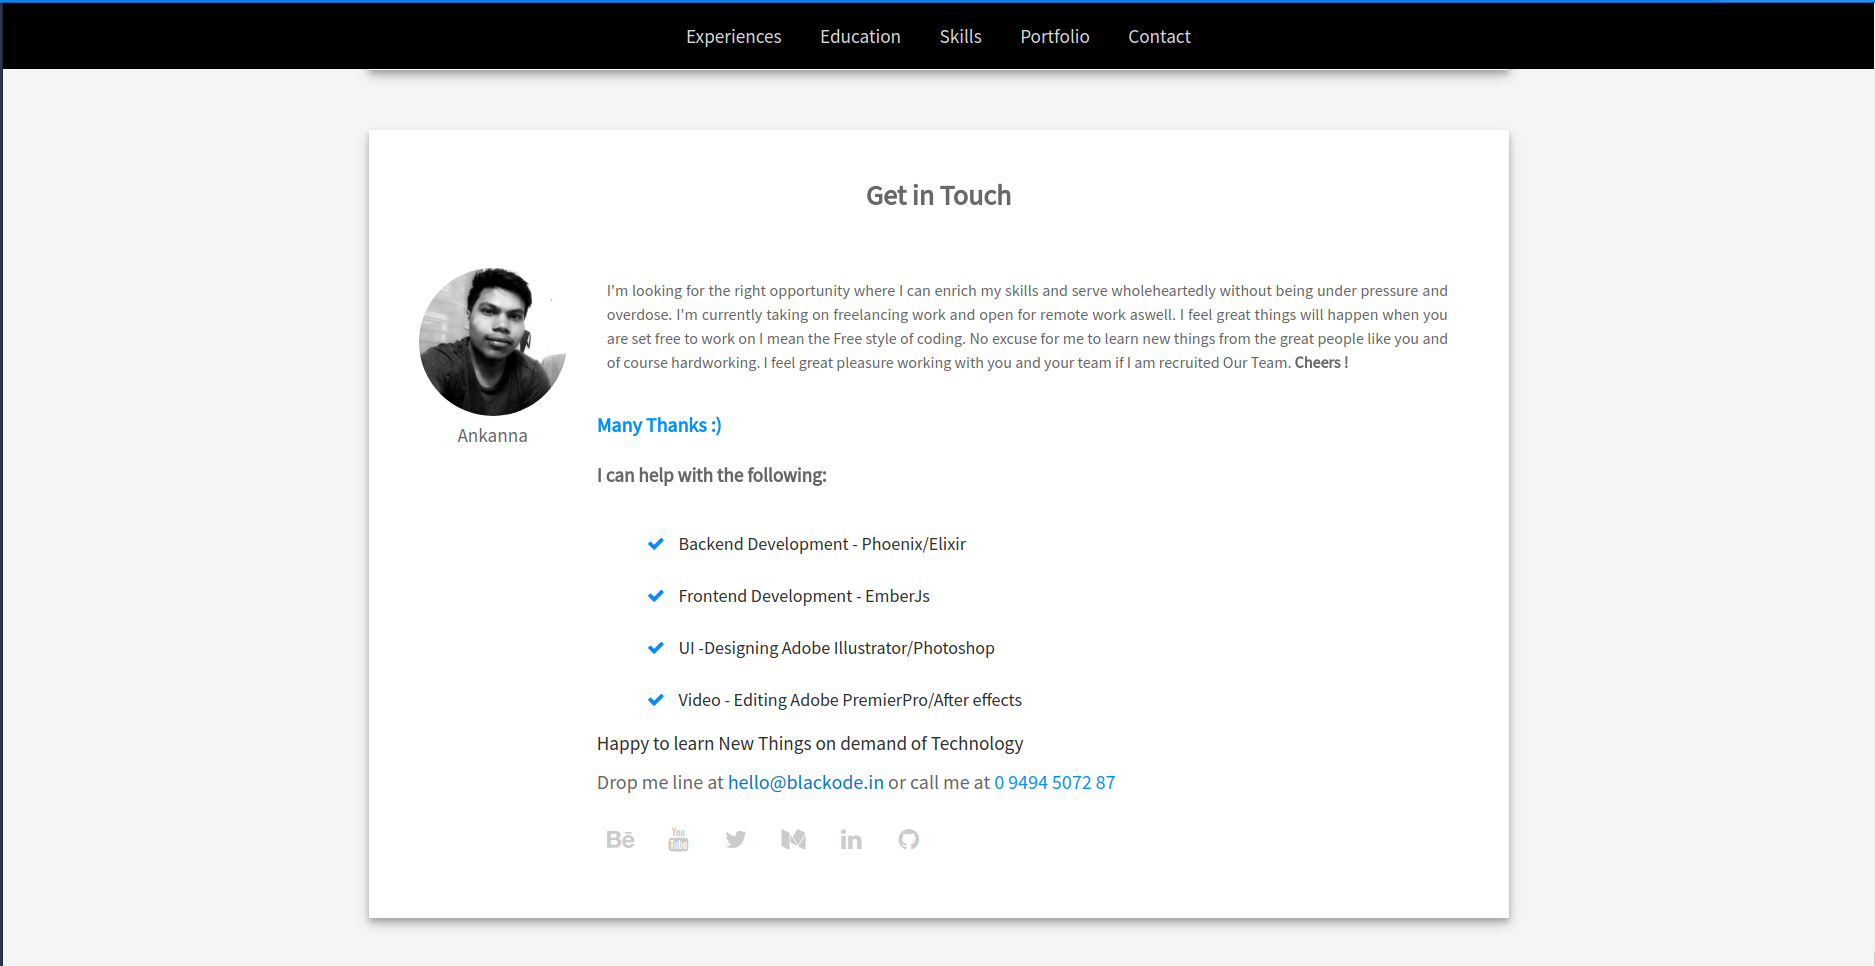 Experiences Education Skills Portfolio Contact
Get in Touch
I'm looking for the right opportunity where I can enrich my skills and serve wholeheartedly without being under pressure and
overdose. I'm currently taking on freelancing work and open for remote work aswell. I feel great things will happen when you
are set free to work on I mean the Free style of coding. No excuse for me to learn new things from the great people like you and
of course hardworking. I feel great pleasure working with you and your team if I am recruited Our Team. Cheers !
Ankanna
Many Thanks :)
I can help with the following:
Backend Development - Phoenix/Elixir
Frontend Development - EmberJs
UI -Designing Adobe Illustrator/Photoshop
Video - Editing Adobe PremierPro/After effects
Happy to learn New Things on demand of Technology
Drop me line at hello@blackode.in or call me at 0 9494 5072 87
Bē You Tube in